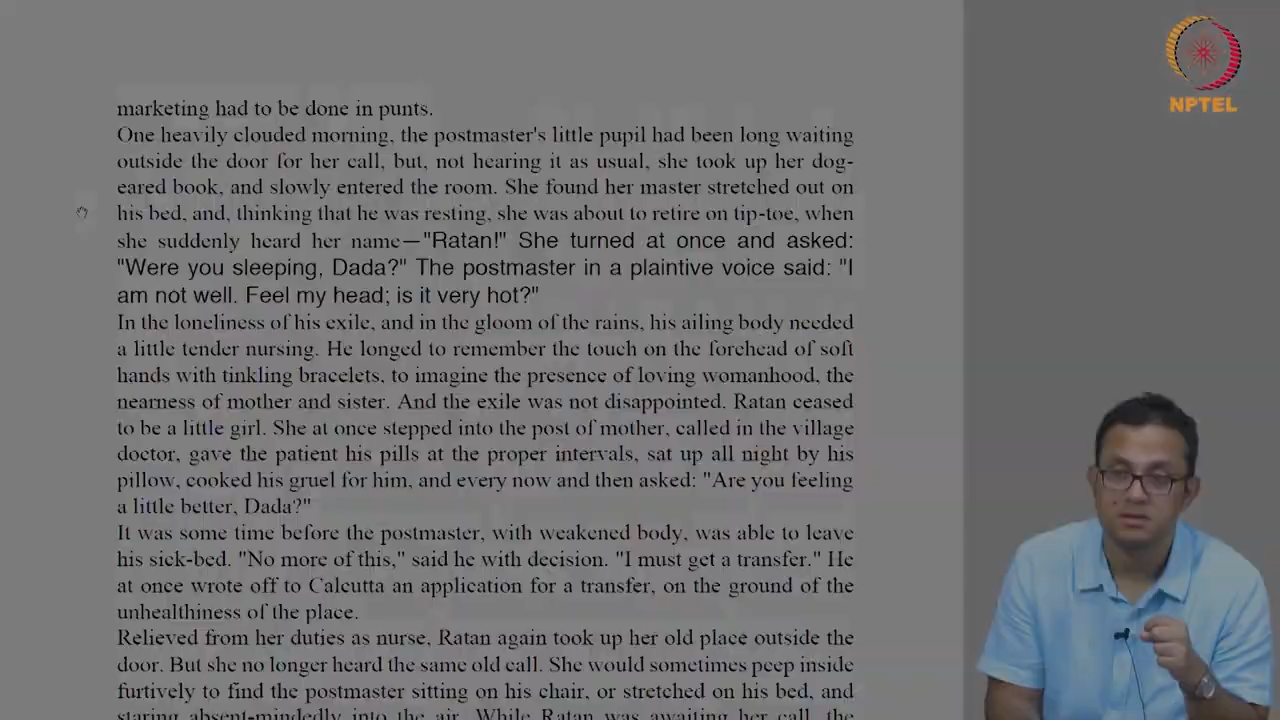 NPTEL
marketing had to be done in punts.
One heavily clouded morning, the postmaster's little pupil had been long waiting
outside the door for her call, but, not hearing it as usual, she took up her dog-
eared book, and slowly entered the room. She found her master stretched out on
his bed, and, thinking that he was resting, she was about to retire on tip-toe, when
she suddenly heard her name—"Ratan!" She turned at once and asked:
"Were you sleeping, Dada?" The postmaster in a plaintive voice said: "I
am not well. Feel my head; is it very hot?"
In the loneliness of his exile, and in the gloom of the rains, his ailing body needed
a little tender nursing. He longed to remember the touch on the forehead of soft
hands with tinkling bracelets, to imagine the presence of loving womanhood, the
nearness of mother and sister. And the exile was not disappointed. Ratan ceased
to be a little girl. She at once stepped into the post of mother, called in the village
doctor, gave the patient his pills at the proper intervals, sat up all night by his
pillow, cooked his gruel for him, and every now and then asked: "Are you feeling
a little better, Dada?"
It was some time before the postmaster, with weakened body, was able to leave
his sick-bed. "No more of this," said he with decision. "I must get a transfer." He
at once wrote off to Calcutta an application for a transfer, on the ground of the
unhealthiness of the place.
Relieved from her duties as nurse, Ratan again took up her old place outside the
door. But she no longer heard the same old call. She would sometimes peep inside
furtively to find the postmaster sitting on his chair, or stretched on his bed, and
staring absent-mindedly into the air. While Ratan was awaiting her call, the